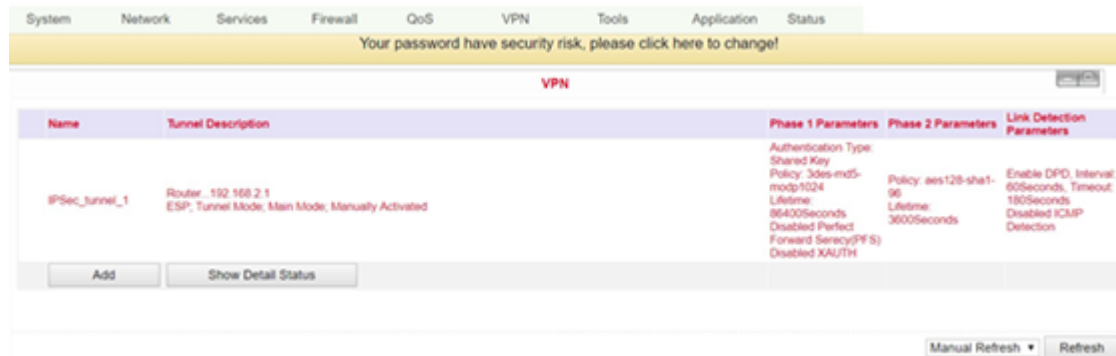 System Network Services Firewall QoS VPN Tools Application Status
Your password have security risk, please click here to change!
VPN
Name Tunnel Description Phase 1 Parameters Phase 2 Parameters Link Detection Parameters
IPSec_tunnel_1
Router...192.168.2.1
ESP; Tunnel Mode; Main Mode; Manually Activated
Authentication Type:
Shared Key
Policy: 3des-md5-
modp1024
Lifetime:
86400Seconds
Disabled Perfect
Forward Serecy(PFS)
Disabled XAUTH
Policy: aes128-sha1-
96
Lifetime:
3600Seconds
Enable DPD, Interval:
60Seconds, Timeout:
180Seconds
Disabled ICMP
Detection
Add Show Detail Status
Manual Refresh Refresh